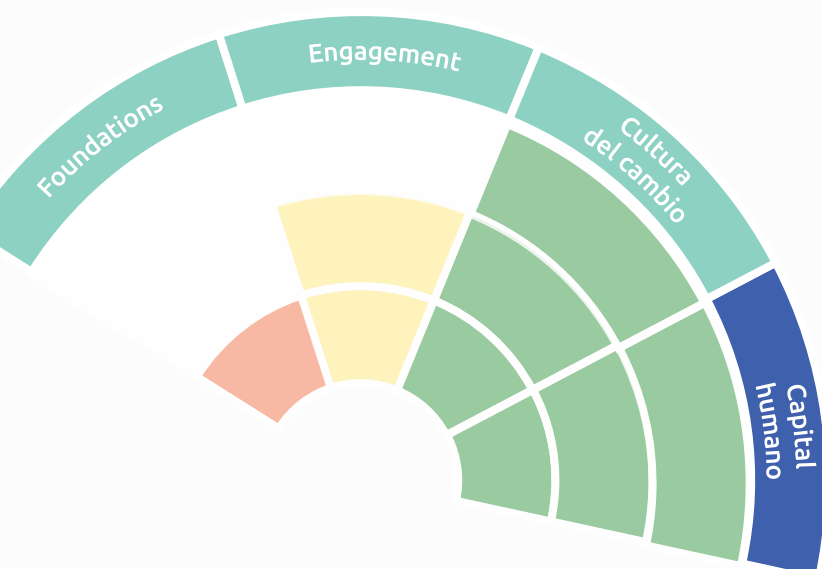 Foundations
Engagement
Cultura
del cambio
Capital
humano